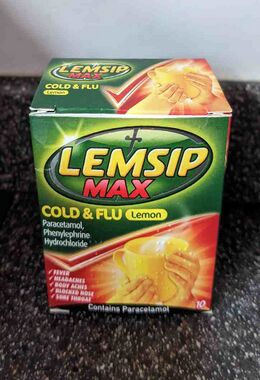 LEMSIP
MAX
COLD & FLU
Lemon
LEMSIP
MAX
COLD & FLU Lemon
Paracetamol,
Phenylephrine
Hydrochloride
FEVER
HEADACHES
BODY ACHES
BLOCKED NOSE
SORE THROAT
10
Contains Paracetamol